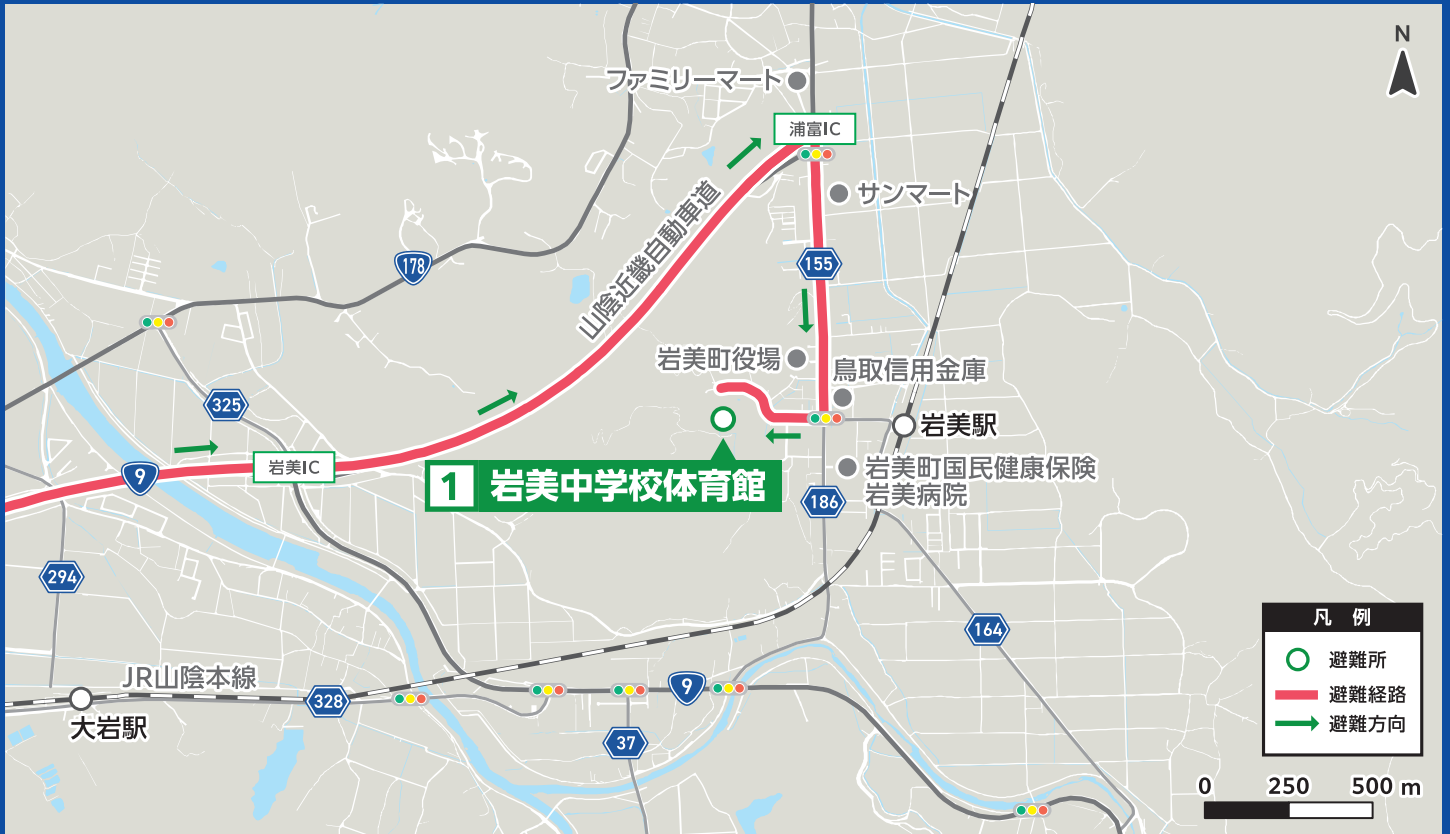 N
ファミリーマート
浦富IC
サンマート
山陰近畿自動車道
178
155
岩美町役場
鳥取信用金庫
325
岩美駅
9
岩美IC
1 岩美中学校体育館
岩美町国民健康保険
岩美病院
186
294
164
凡 例
避難所
避難経路
避難方向
JR山陰本線
328
9
大岩駅
37
0 250 500 m